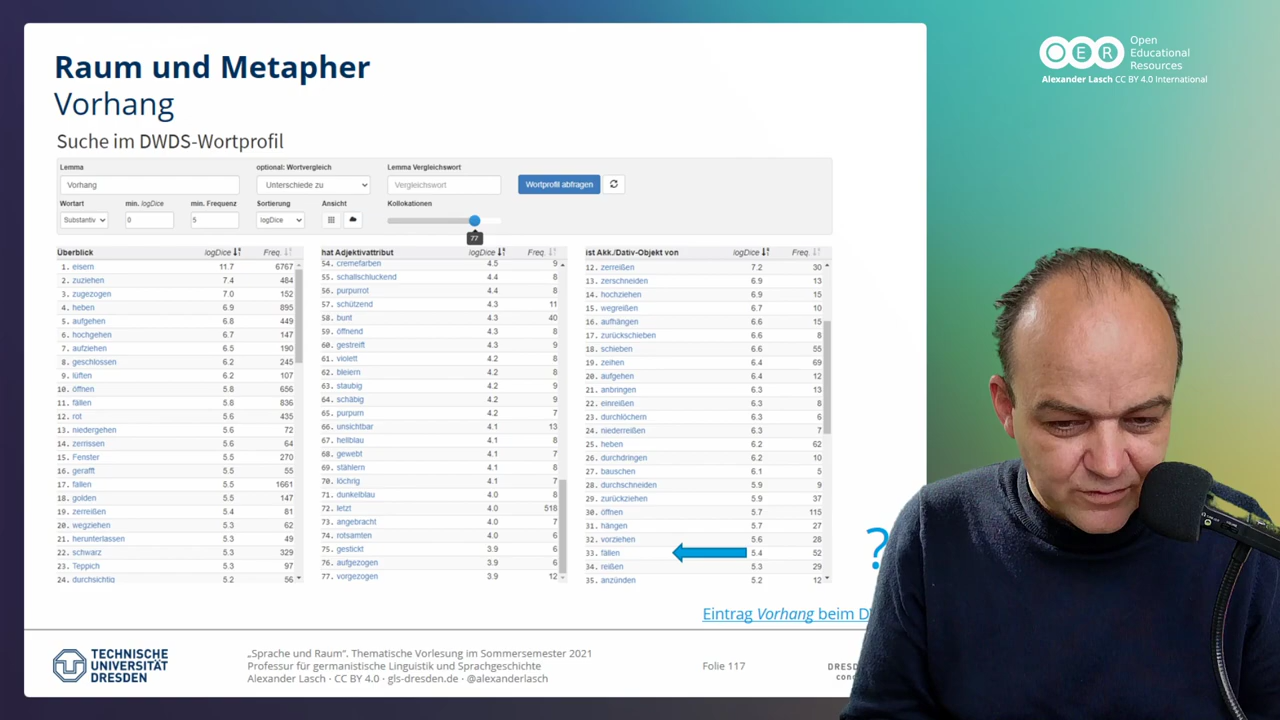 Raum und Metapher
Vorhang
Suche im DWDS-Wortprofil
Lemma
optional: Wortvergleich
Lemma Vergleichswort
Vorhang
Unterschiede zu
Vergleichswort
Wortprofil abfragen
Wortart
min. logDice
min. Frequenz
Sortierung
Ansicht
Kollokationen
Substantiv
0
5
logDice
77
Überblick logDice Freq.
1. eisern 11.7 6767
2. zuziehen 7.4 484
3. zugezogen 7.0 152
4. heben 6.9 895
5. aufgehen 6.8 449
6. hochgehen 6.7 147
7. aufziehen 6.5 190
8. geschlossen 6.2 245
9. lüften 6.2 107
10. öffnen 5.8 656
11. fällen 5.8 836
12. rot 5.6 435
13. niedergehen 5.6 72
14. zerrissen 5.6 64
15. Fenster 5.5 270
16. gerafft 5.5 55
17. fallen 5.5 1661
18. golden 5.5 147
19. zerreißen 5.4 81
20. wegziehen 5.3 62
21. herunterlassen 5.3 49
22. schwarz 5.3 329
23. Teppich 5.3 97
24. durchsichtig 5.2 56
hat Adjektivattribut logDice Freq.
54. cremefarben 4.5 9
55. schallschluckend 4.4 8
56. purpurrot 4.4 8
57. schützend 4.3 11
58. bunt 4.3 40
59. öffnend 4.3 8
60. gestreift 4.3 9
61. violett 4.2 8
62. bleiern 4.2 8
63. staubig 4.2 9
64. schäbig 4.2 9
65. purpurn 4.2 7
66. unsichtbar 4.1 13
67. hellblau 4.1 8
68. gewebt 4.1 7
69. stählern 4.1 8
70. löchrig 4.1 7
71. dunkelblau 4.0 8
72. letzt 4.0 518
73. angebracht 4.0 7
74. rotsamten 4.0 6
75. gestickt 3.9 6
76. aufgezogen 3.9 6
77. vorgezogen 3.9 12
ist Akk./Dativ-Objekt von logDice Freq.
12. zerreißen 7.2 30
13. zerschneiden 6.9 13
14. hochziehen 6.9 15
15. wegreißen 6.7 10
16. aufhängen 6.6 15
17. zurückschieben 6.6 8
18. schieben 6.6 55
19. zeihen 6.4 69
20. aufgehen 6.4 12
21. anbringen 6.3 13
22. einreißen 6.3 8
23. durchlöchern 6.3 6
24. niederreißen 6.3 7
25. heben 6.2 62
26. durchdringen 6.2 10
27. bauschen 6.1 5
28. durchschneiden 5.9 9
29. zurückziehen 5.9 37
30. öffnen 5.7 115
31. hängen 5.7 27
32. vorziehen 5.6 28
33. fällen 5.4 52
34. reißen 5.3 29
35. anzünden 5.2 12
?
Eintrag Vorhang beim D
TECHNISCHE
UNIVERSITÄT
DRESDEN
„Sprache und Raum“. Thematische Vorlesung im Sommersemester 2021
Professur für germanistische Linguistik und Sprachgeschichte
Alexander Lasch · CC BY 4.0 · gls-dresden.de · @alexanderlasch
Folie 117
DRESD
conc
OER
Open
Educational
Resources
Alexander Lasch CC BY 4.0 International